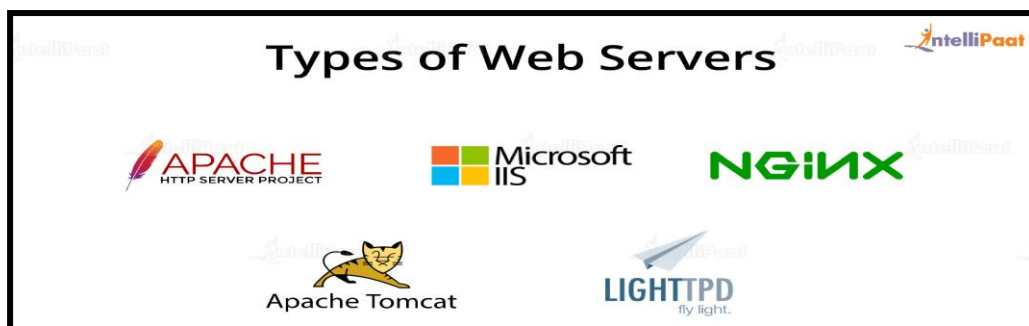 IntelliPaat
Types of Web Servers
APACHE
HTTP SERVER PROJECT
Microsoft
IIS
NGiNX
Apache Tomcat
LIGHTTPD
fly light.